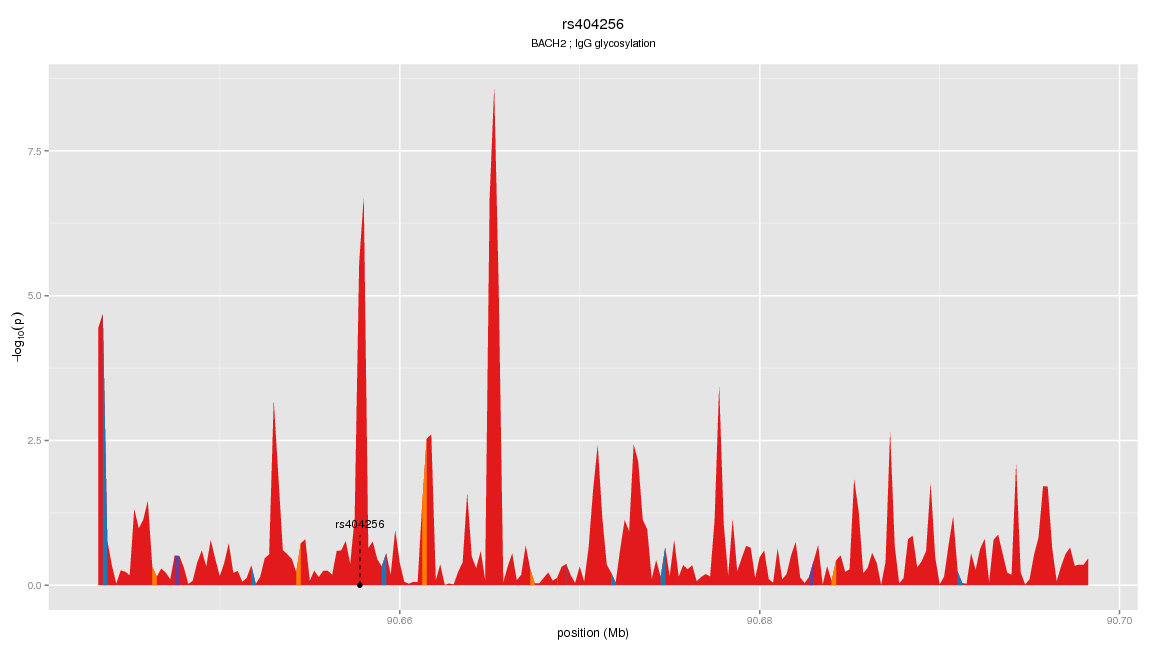 rs404256
BACH2 ; IgG glycosylation
−log10(p)
7.5
5.0
2.5
0.0
rs404256
90.66
90.68
90.70
position (Mb)